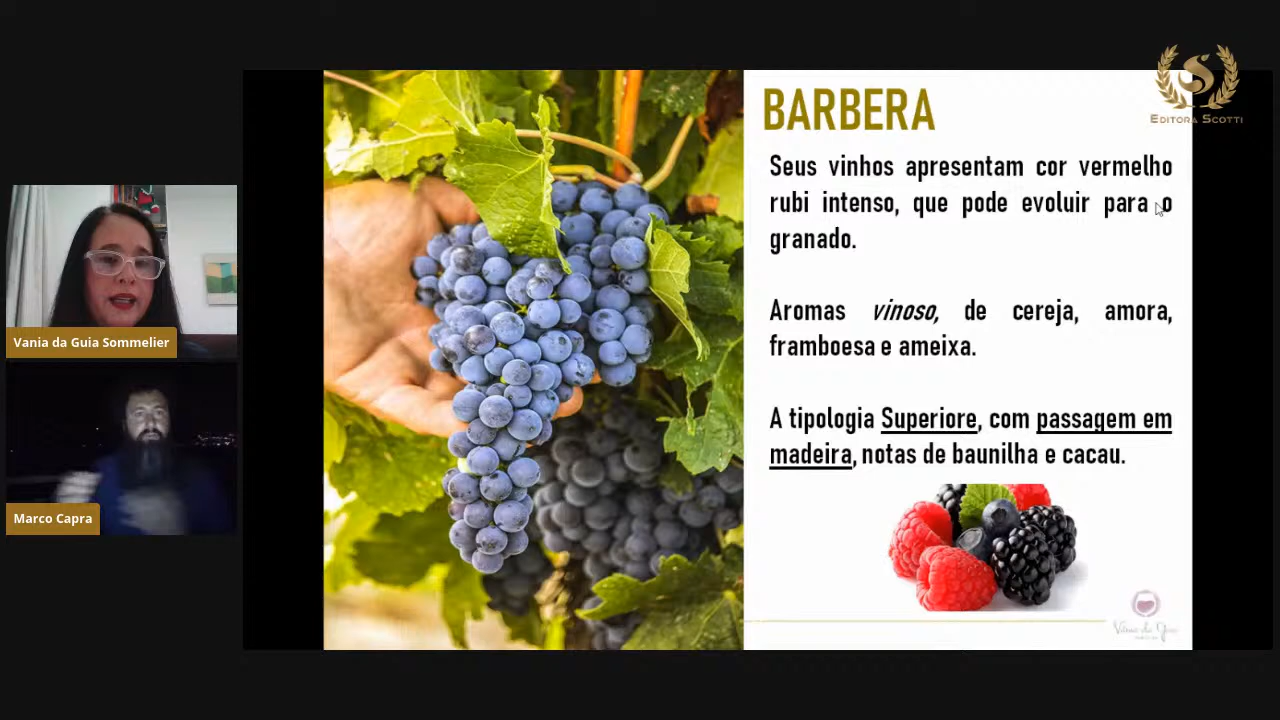 EDITORA SCOTTI
BARBERA
Seus vinhos apresentam cor vermelho
rubi intenso, que pode evoluir para o
granado.
Aromas vinoso, de cereja, amora,
framboesa e ameixa.
A tipologia Superiore, com passagem em
madeira, notas de baunilha e cacau.
Vania da Guia Sommelier
Marco Capra